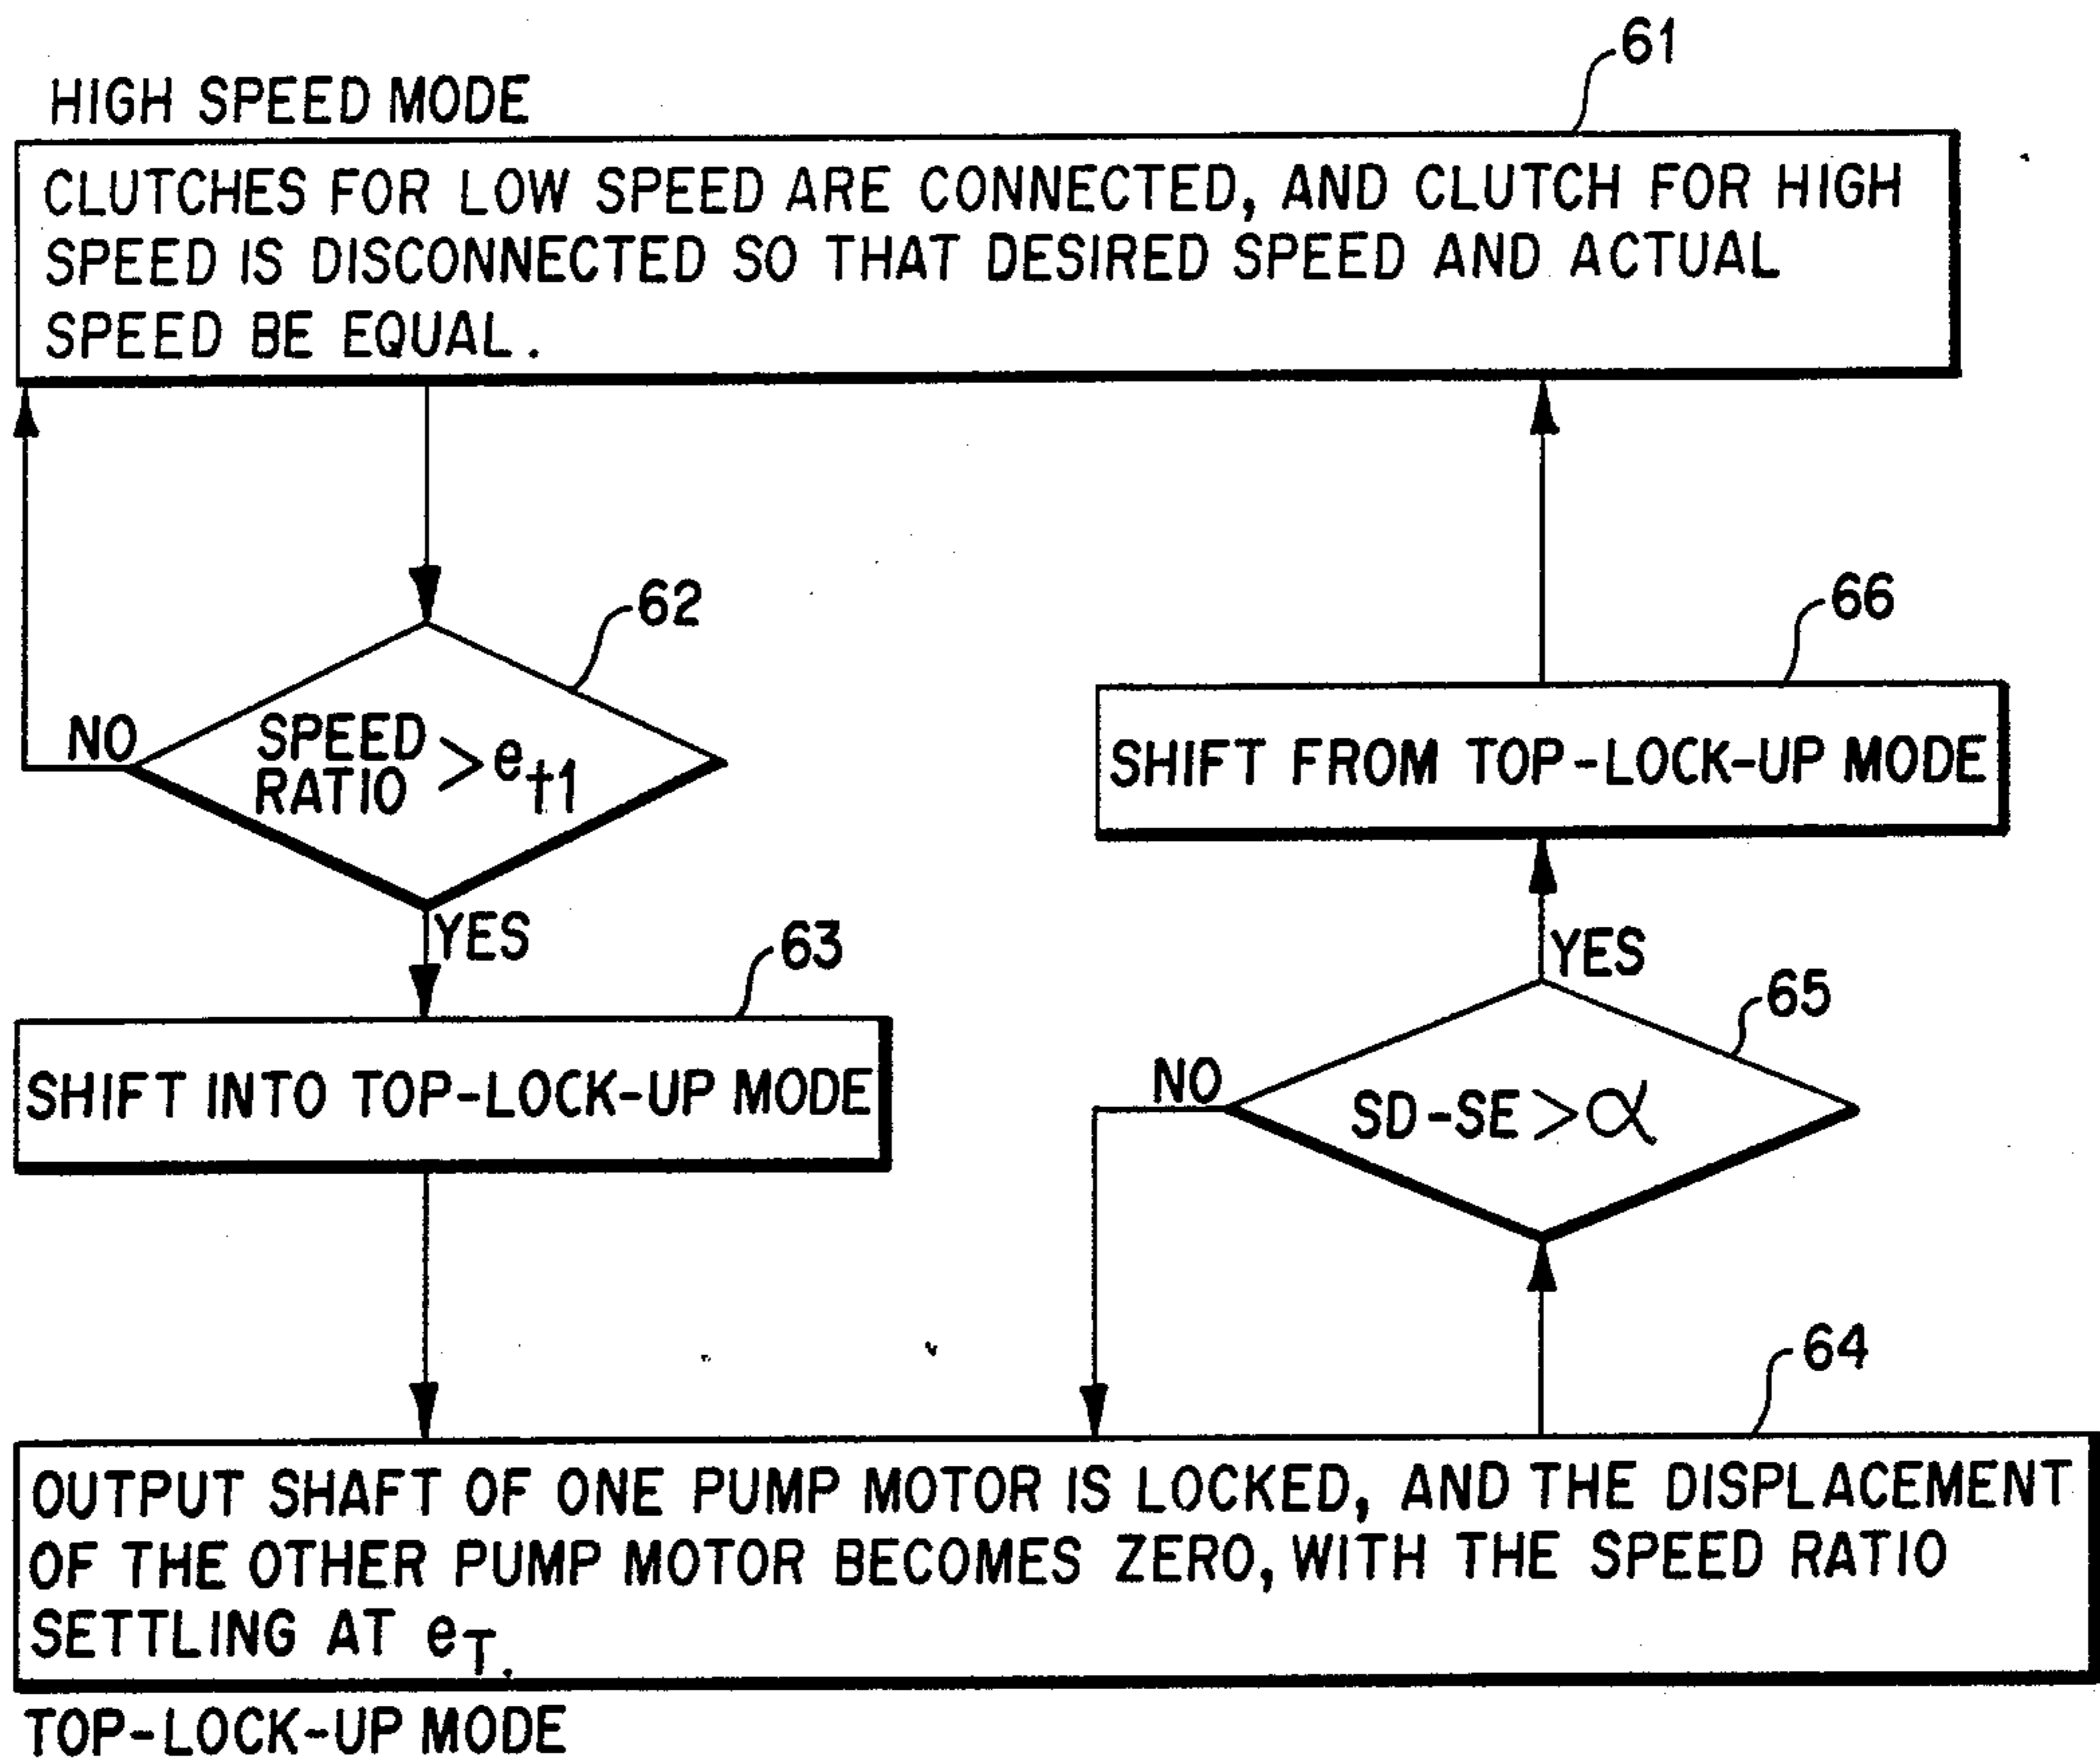 61
HIGH SPEED MODE
CLUTCHES FOR LOW SPEED ARE CONNECTED, AND CLUTCH FOR HIGH
SPEED IS DISCONNECTED SO THAT DESIRED SPEED AND ACTUAL
SPEED BE EQUAL.
62
NO
SPEED
RATIO > e_t1
YES
66
SHIFT FROM TOP-LOCK-UP MODE
63
SHIFT INTO TOP-LOCK-UP MODE
YES
65
NO
SD-SE>α
64
OUTPUT SHAFT OF ONE PUMP MOTOR IS LOCKED, AND THE DISPLACEMENT
OF THE OTHER PUMP MOTOR BECOMES ZERO, WITH THE SPEED RATIO
SETTLING AT e_T.
TOP-LOCK-UP MODE